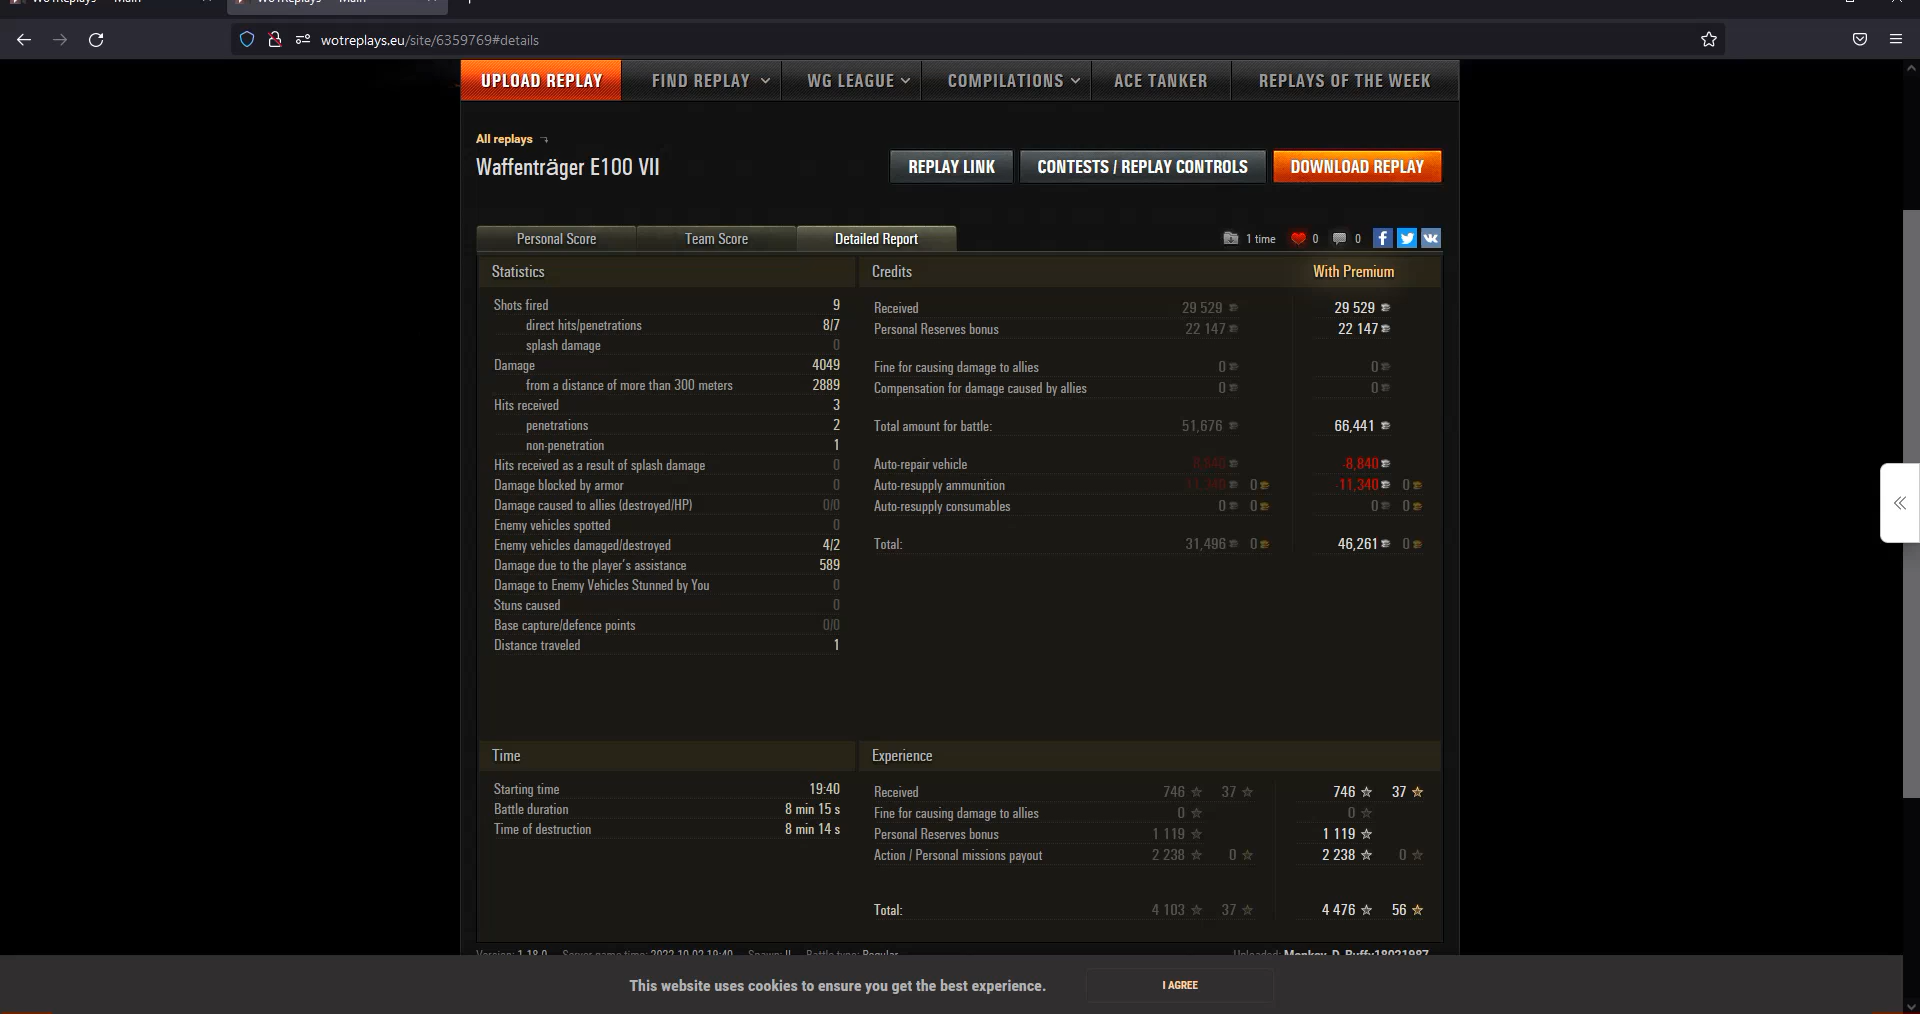 wotreplays.eu/site/6359769#details
UPLOAD REPLAY FIND REPLAY WG LEAGUE COMPILATIONS ACE TANKER REPLAYS OF THE WEEK
All replays
Waffenträger E100 VII
REPLAY LINK CONTESTS / REPLAY CONTROLS DOWNLOAD REPLAY
Personal Score Team Score Detailed Report 1 time 0 0
Statistics
Shots fired 9
direct hits/penetrations 8/7
splash damage 0
Damage 4049
from a distance of more than 300 meters 2889
Hits received 3
penetrations 2
non-penetration 1
Hits received as a result of splash damage 0
Damage blocked by armor 0
Damage caused to allies (destroyed/HP) 0/0
Enemy vehicles spotted 0
Enemy vehicles damaged/destroyed 4/2
Damage due to the player's assistance 589
Damage to Enemy Vehicles Stunned by You 0
Stuns caused 0
Base capture/defence points 0/0
Distance traveled 1
Credits With Premium
Received 29 529 29 529
Personal Reserves bonus 22 147 22 147
Fine for causing damage to allies 0 0
Compensation for damage caused by allies 0 0
Total amount for battle: 51,676 66,441
Auto-repair vehicle -8,840 -8,840
Auto-resupply ammunition -11,340 0 -11,340 0
Auto-resupply consumables 0 0 0 0
Total: 31,496 0 46,261 0
Time
Starting time 19:40
Battle duration 8 min 15 s
Time of destruction 8 min 14 s
Experience
Received 746 37 746 37
Fine for causing damage to allies 0 0
Personal Reserves bonus 1 119 1 119
Action / Personal missions payout 2 238 0 2 238 0
Total: 4 103 37 4 476 56
This website uses cookies to ensure you get the best experience. I AGREE